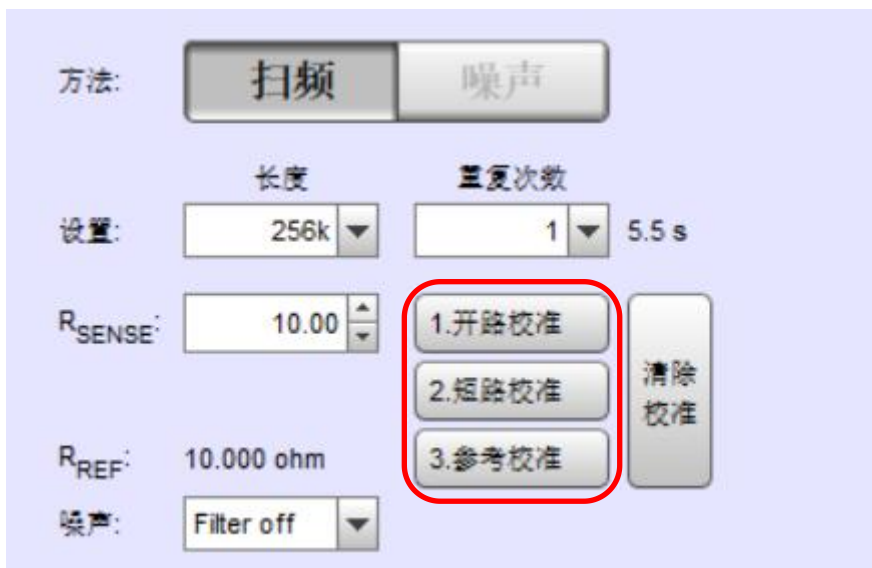 方法: 扫频 噪声
长度 重复次数
设置: 256k 1 5.5 s
RSENSE: 10.00 1.开路校准
2.短路校准
清除
校准
RREF: 10.000 ohm 3.参考校准
噪声: Filter off